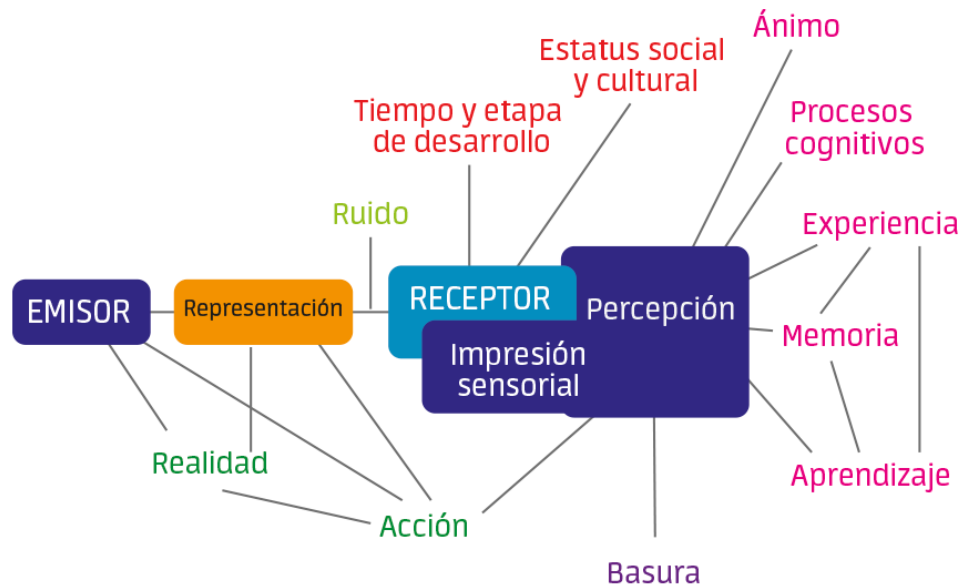 Ánimo
Estatus social
y cultural
Tiempo y etapa
de desarrollo
Procesos
cognitivos
Ruido
Experiencia
EMISOR
Representación
RECEPTOR
Percepción
Impresión
sensorial
Memoria
Realidad
Aprendizaje
Acción
Basura